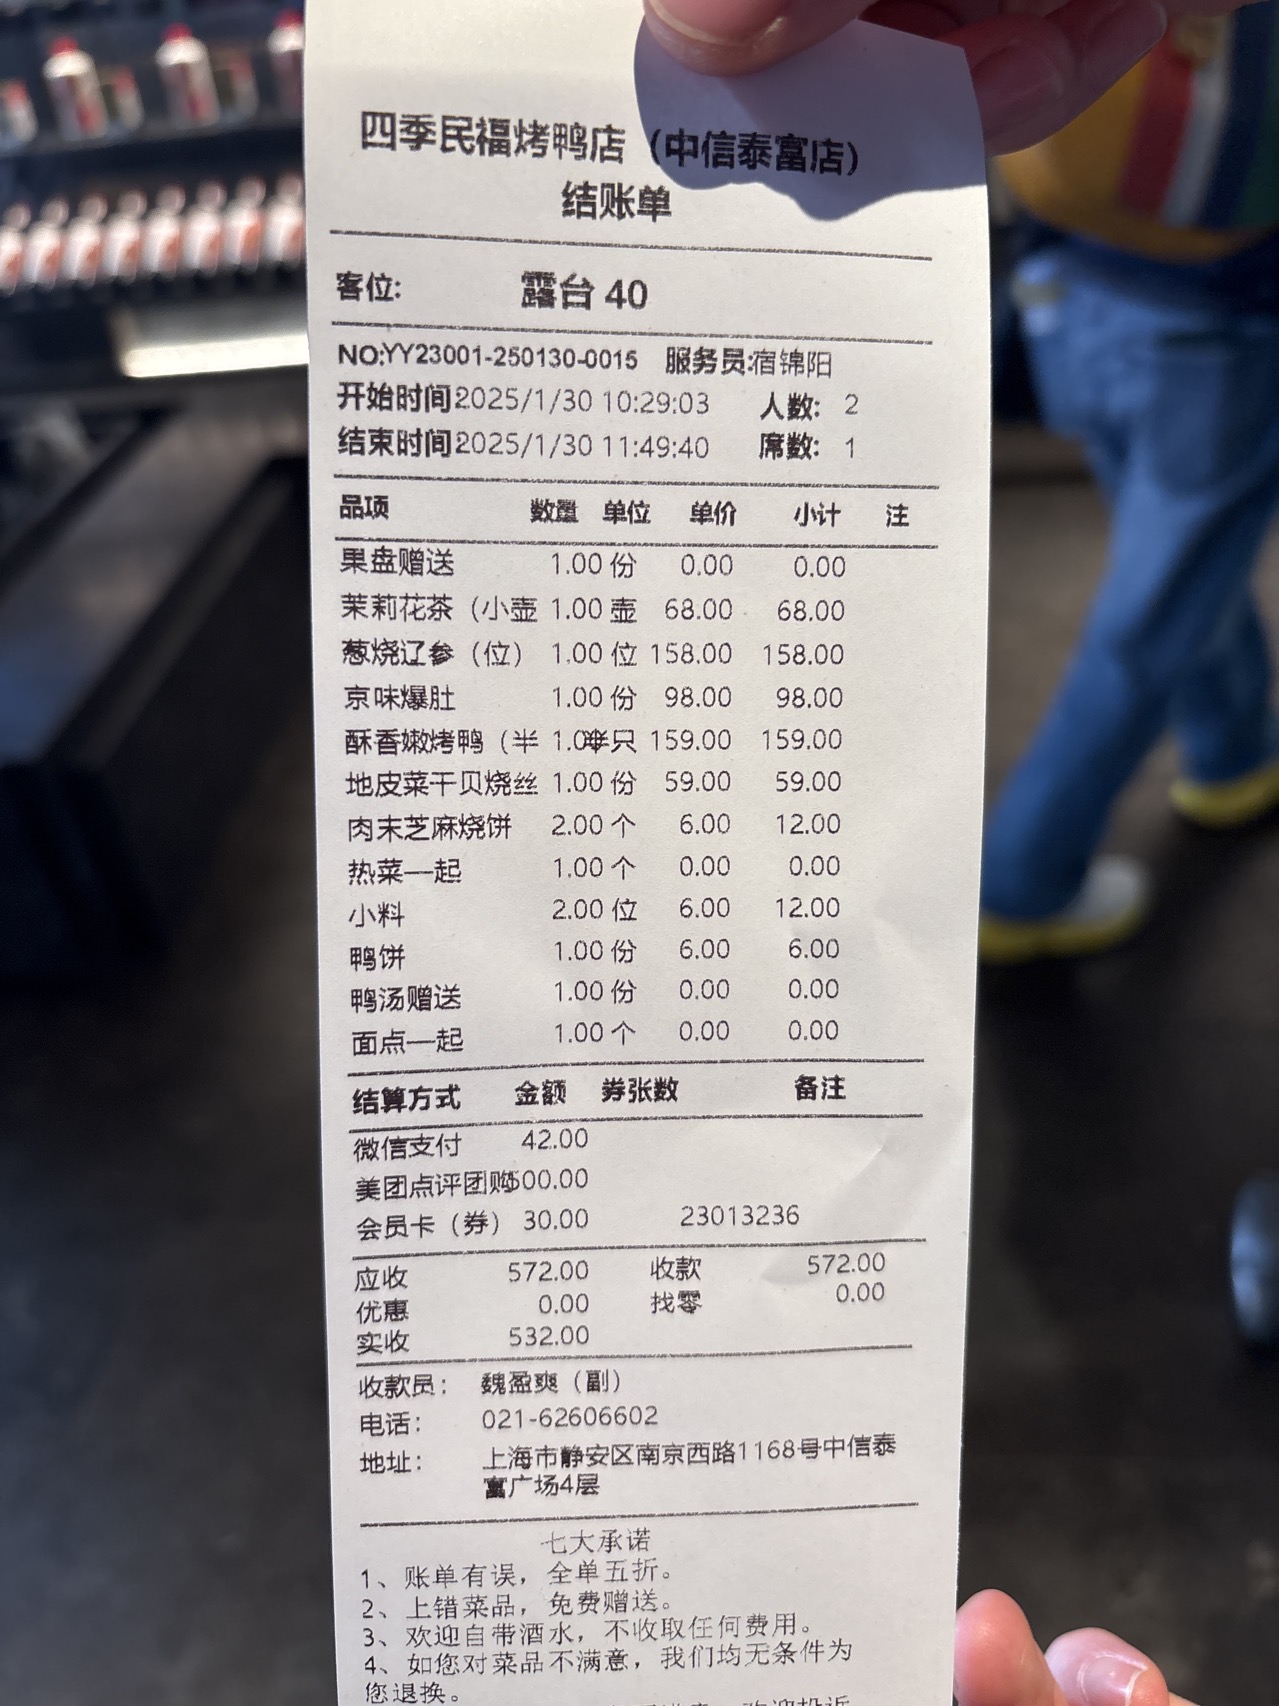 四季民福烤鸭店（中信泰富店）
结账单
客位: 露台 40
NO:YY23001-250130-0015 服务员:宿锦阳
开始时间:2025/1/30 10:29:03 人数: 2
结束时间:2025/1/30 11:49:40 席数: 1
品项 数量 单位 单价 小计 注
果盘赠送 1.00 份 0.00 0.00
茉莉花茶（小壶 1.00 壶 68.00 68.00
葱烧辽参（位） 1.00 位 158.00 158.00
京味爆肚 1.00 份 98.00 98.00
酥香嫩烤鸭（半 1.00半只 159.00 159.00
地皮菜干贝烧丝 1.00 份 59.00 59.00
肉末芝麻烧饼 2.00 个 6.00 12.00
热菜一起 1.00 个 0.00 0.00
小料 2.00 位 6.00 12.00
鸭饼 1.00 份 6.00 6.00
鸭汤赠送 1.00 份 0.00 0.00
面点一起 1.00 个 0.00 0.00
结算方式 金额 券张数 备注
微信支付 42.00
美团点评团购500.00
会员卡（券） 30.00 23013236
应收 572.00 收款 572.00
优惠 0.00 找零 0.00
实收 532.00
收款员: 魏盈爽（副）
电话: 021-62606602
地址: 上海市静安区南京西路1168号中信泰
富广场4层
七大承诺
1、账单有误，全单五折。
2、上错菜品，免费赠送。
3、欢迎自带酒水，不收取任何费用。
4、如您对菜品不满意，我们均无条件为
您退换。